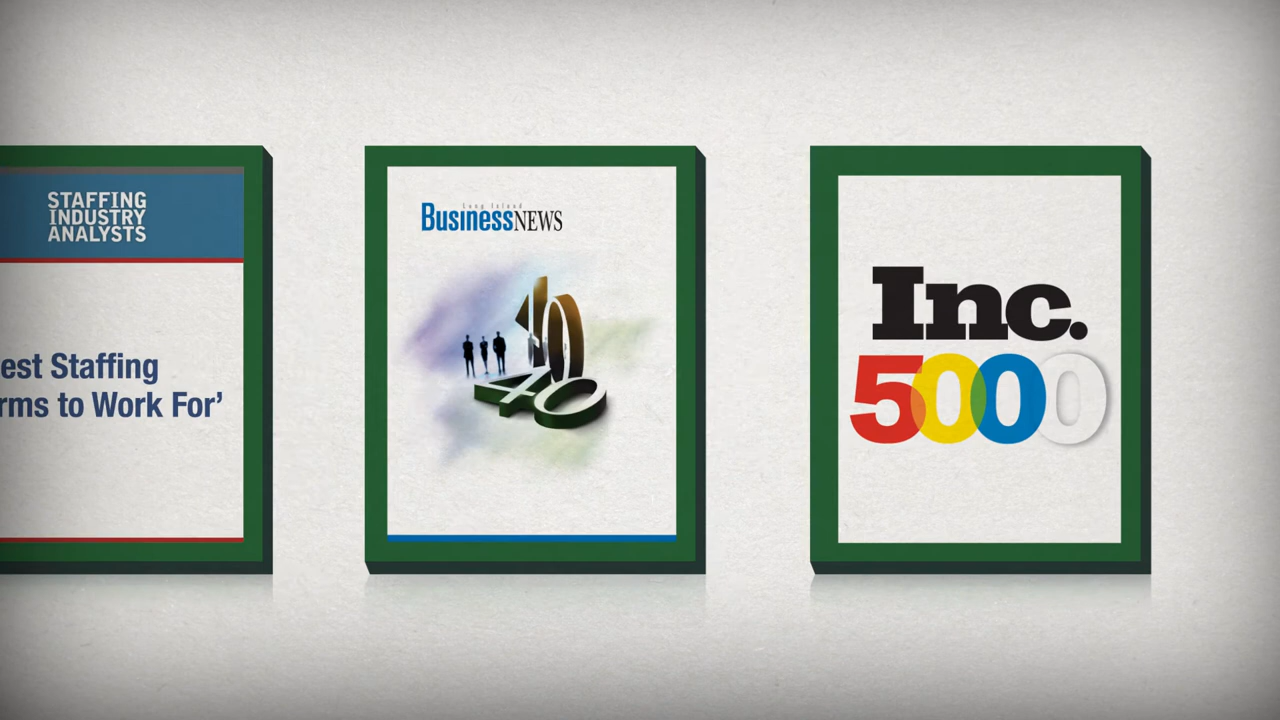 STAFFING
INDUSTRY
ANALYSTS
est Staffing
rms to Work For’
Long Island
BusinessNEWS
40
40
Inc.
5000